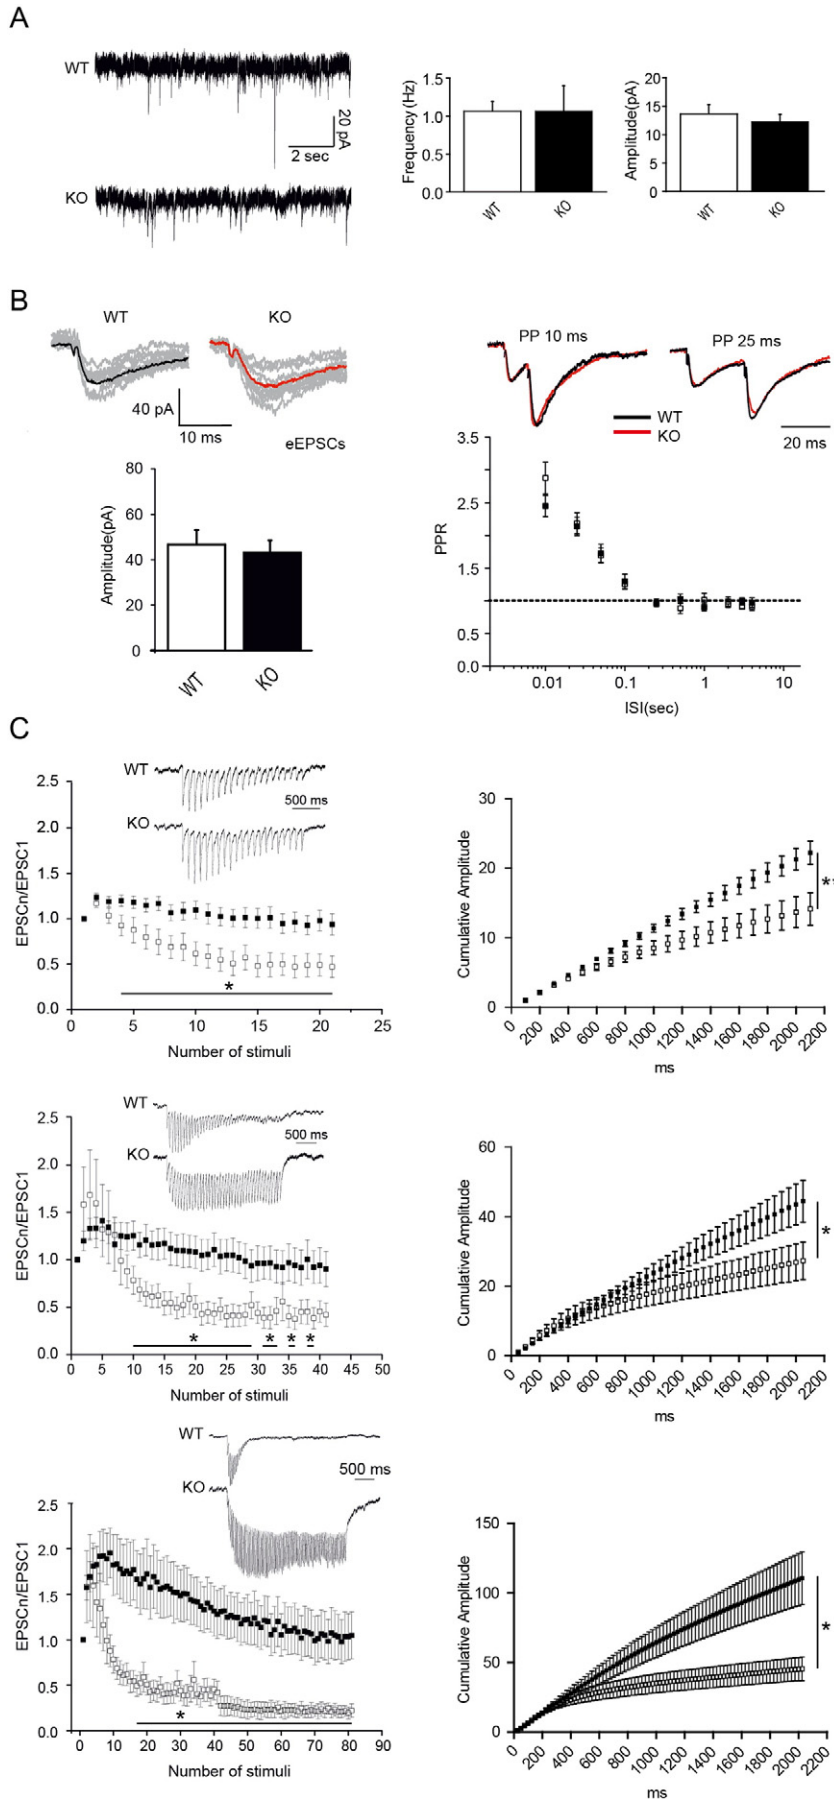 A
WT
20 pA
2 sec
KO
Frequency (Hz)
1.5
1.0
0.5
0.0
WT
KO
Amplitude(pA)
20
15
10
5
0
WT
KO
B
WT
KO
40 pA
10 ms
eEPSCs
Amplitude(pA)
80
60
40
20
0
WT
KO
PP 10 ms
PP 25 ms
WT
KO
20 ms
PPR
3.5
2.5
1.5
0.5
0.0
0.01 0.1 1 10
ISI(sec)
C
WT
500 ms
KO
EPSCn/EPSC1
2.5
2.0
1.5
1.0
0.5
0.0
*
0 5 10 15 20 25
Number of stimuli
Cumulative Amplitude
30
20
10
0
**
0 200 400 600 800 1000 1200 1400 1600 1800 2000 2200
ms
WT
500 ms
KO
EPSCn/EPSC1
2.5
2.0
1.5
1.0
0.5
0.0
* * * *
0 5 10 15 20 25 30 35 40 45 50
Number of stimuli
Cumulative Amplitude
60
40
20
0
*
0 200 400 600 800 1000 1200 1400 1600 1800 2000 2200
ms
WT
500 ms
KO
EPSCn/EPSC1
2.5
2.0
1.5
1.0
0.5
0.0
*
0 10 20 30 40 50 60 70 80 90
Number of stimuli
Cumulative Amplitude
150
100
50
0
*
0 200 400 600 800 1000 1200 1400 1600 1800 2000 2200
ms